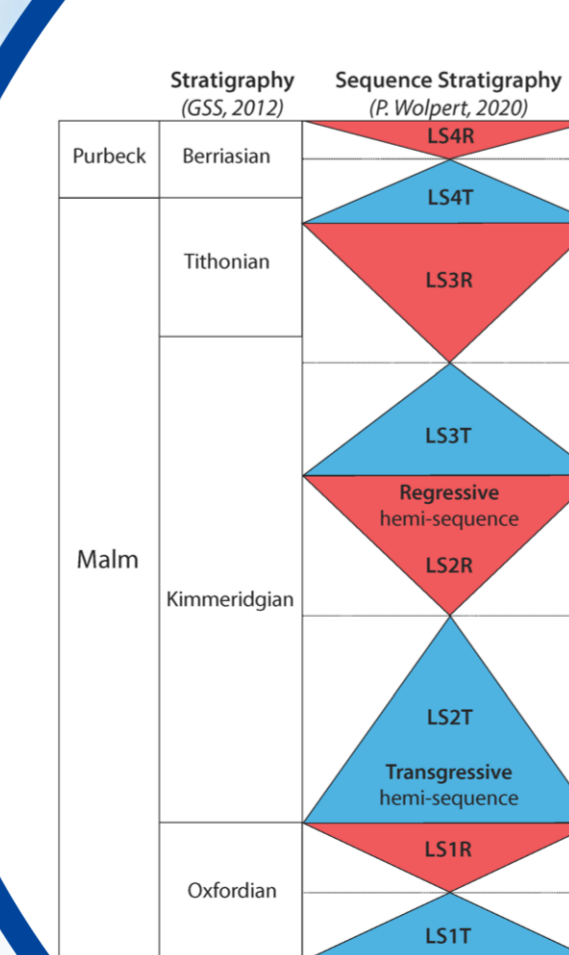 Stratigraphy
(GSS, 2012)
Sequence Stratigraphy
(P. Wolpert, 2020)
Purbeck
Berriasian
LS4R
LS4T
Tithonian
LS3R
LS3T
Regressive
hemi-sequence
LS2R
Malm
Kimmeridgian
LS2T
Transgressive
hemi-sequence
LS1R
Oxfordian
LS1T